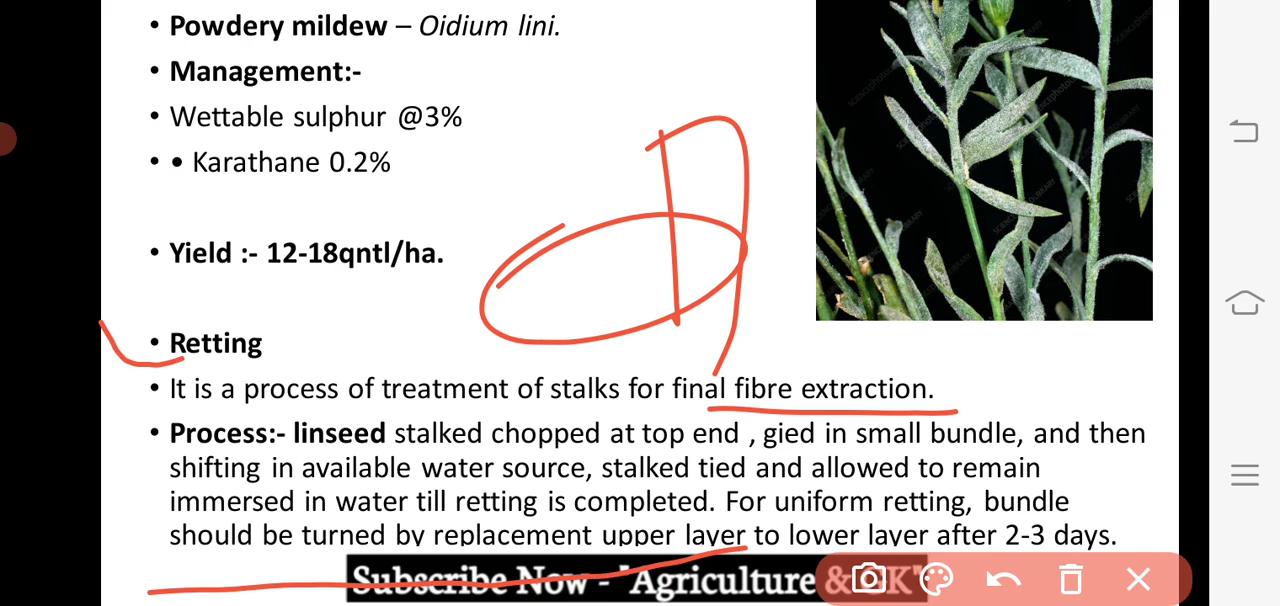 • Powdery mildew – Oidium lini.
• Management:-
• Wettable sulphur @3%
• • Karathane 0.2%
• Yield :- 12-18qntl/ha.
• Retting
• It is a process of treatment of stalks for final fibre extraction.
• Process:- linseed stalked chopped at top end , gied in small bundle, and then
shifting in available water source, stalked tied and allowed to remain
immersed in water till retting is completed. For uniform retting, bundle
should be turned by replacement upper layer to lower layer after 2-3 days.
Subscribe Now - "Agriculture & GK"